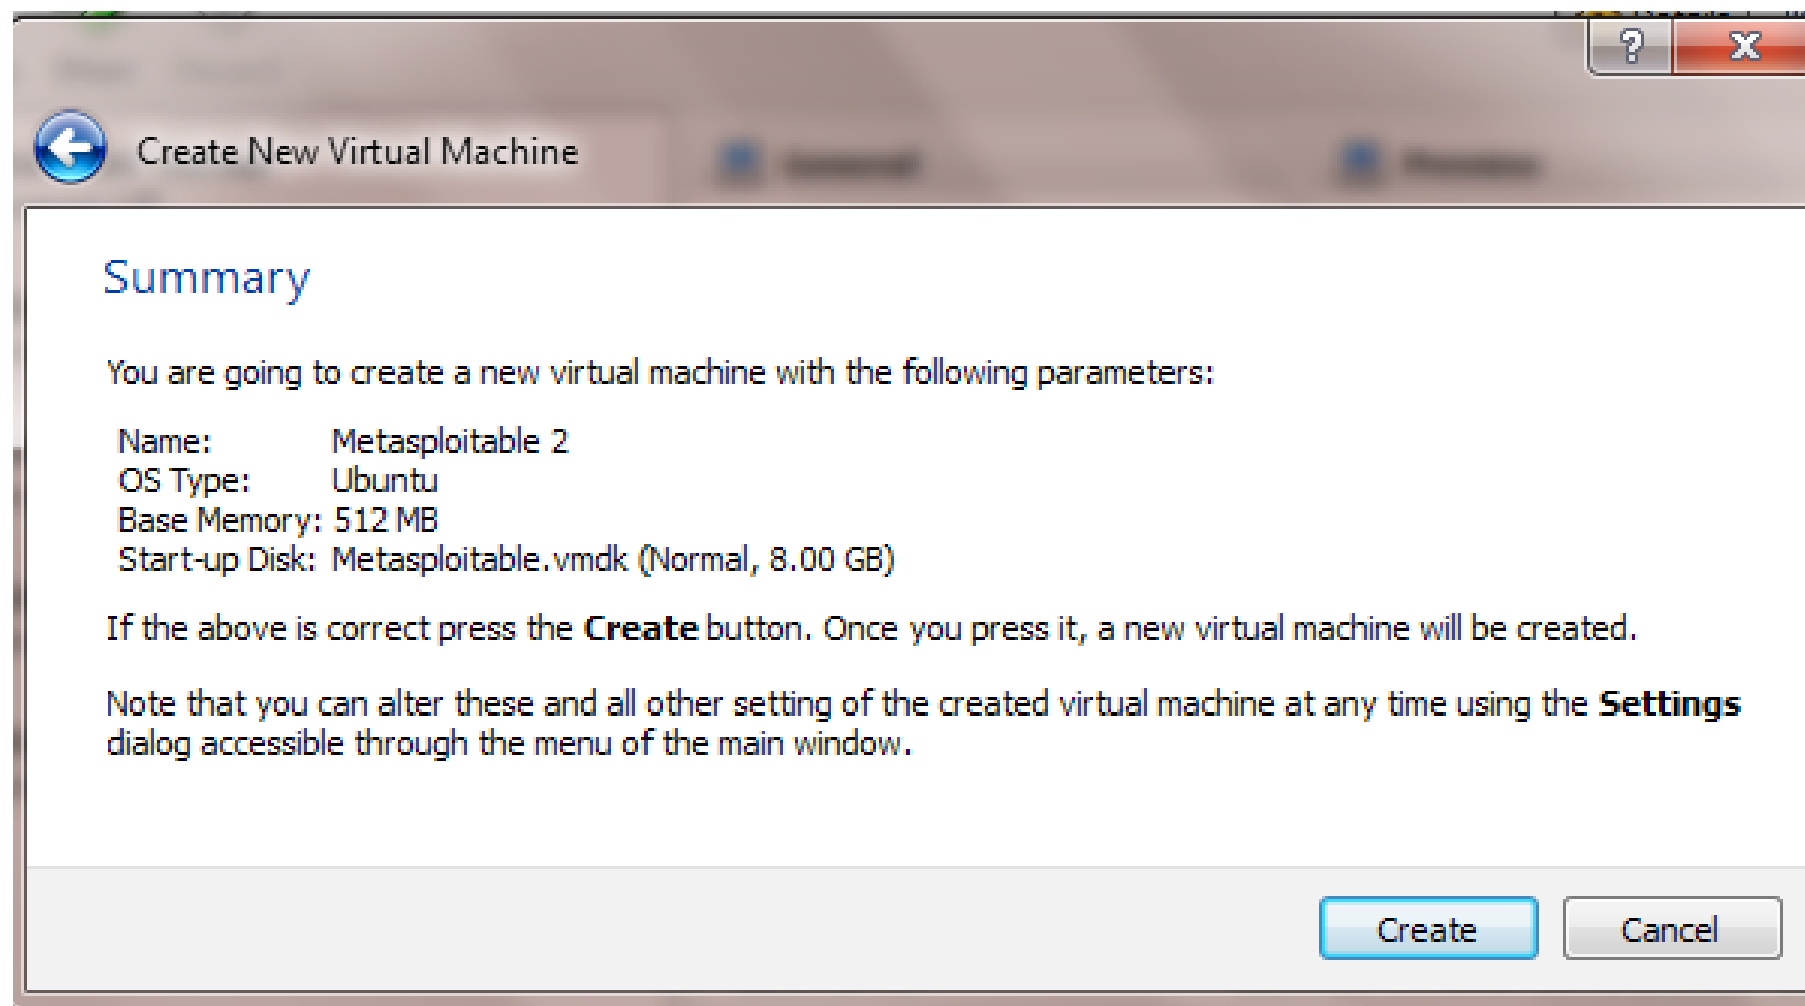 Create New Virtual Machine
Summary
You are going to create a new virtual machine with the following parameters:
Name: Metasploitable 2
OS Type: Ubuntu
Base Memory: 512 MB
Start-up Disk: Metasploitable.vmdk (Normal, 8.00 GB)
If the above is correct press the Create button. Once you press it, a new virtual machine will be created.
Note that you can alter these and all other setting of the created virtual machine at any time using the Settings
dialog accessible through the menu of the main window.
Create Cancel